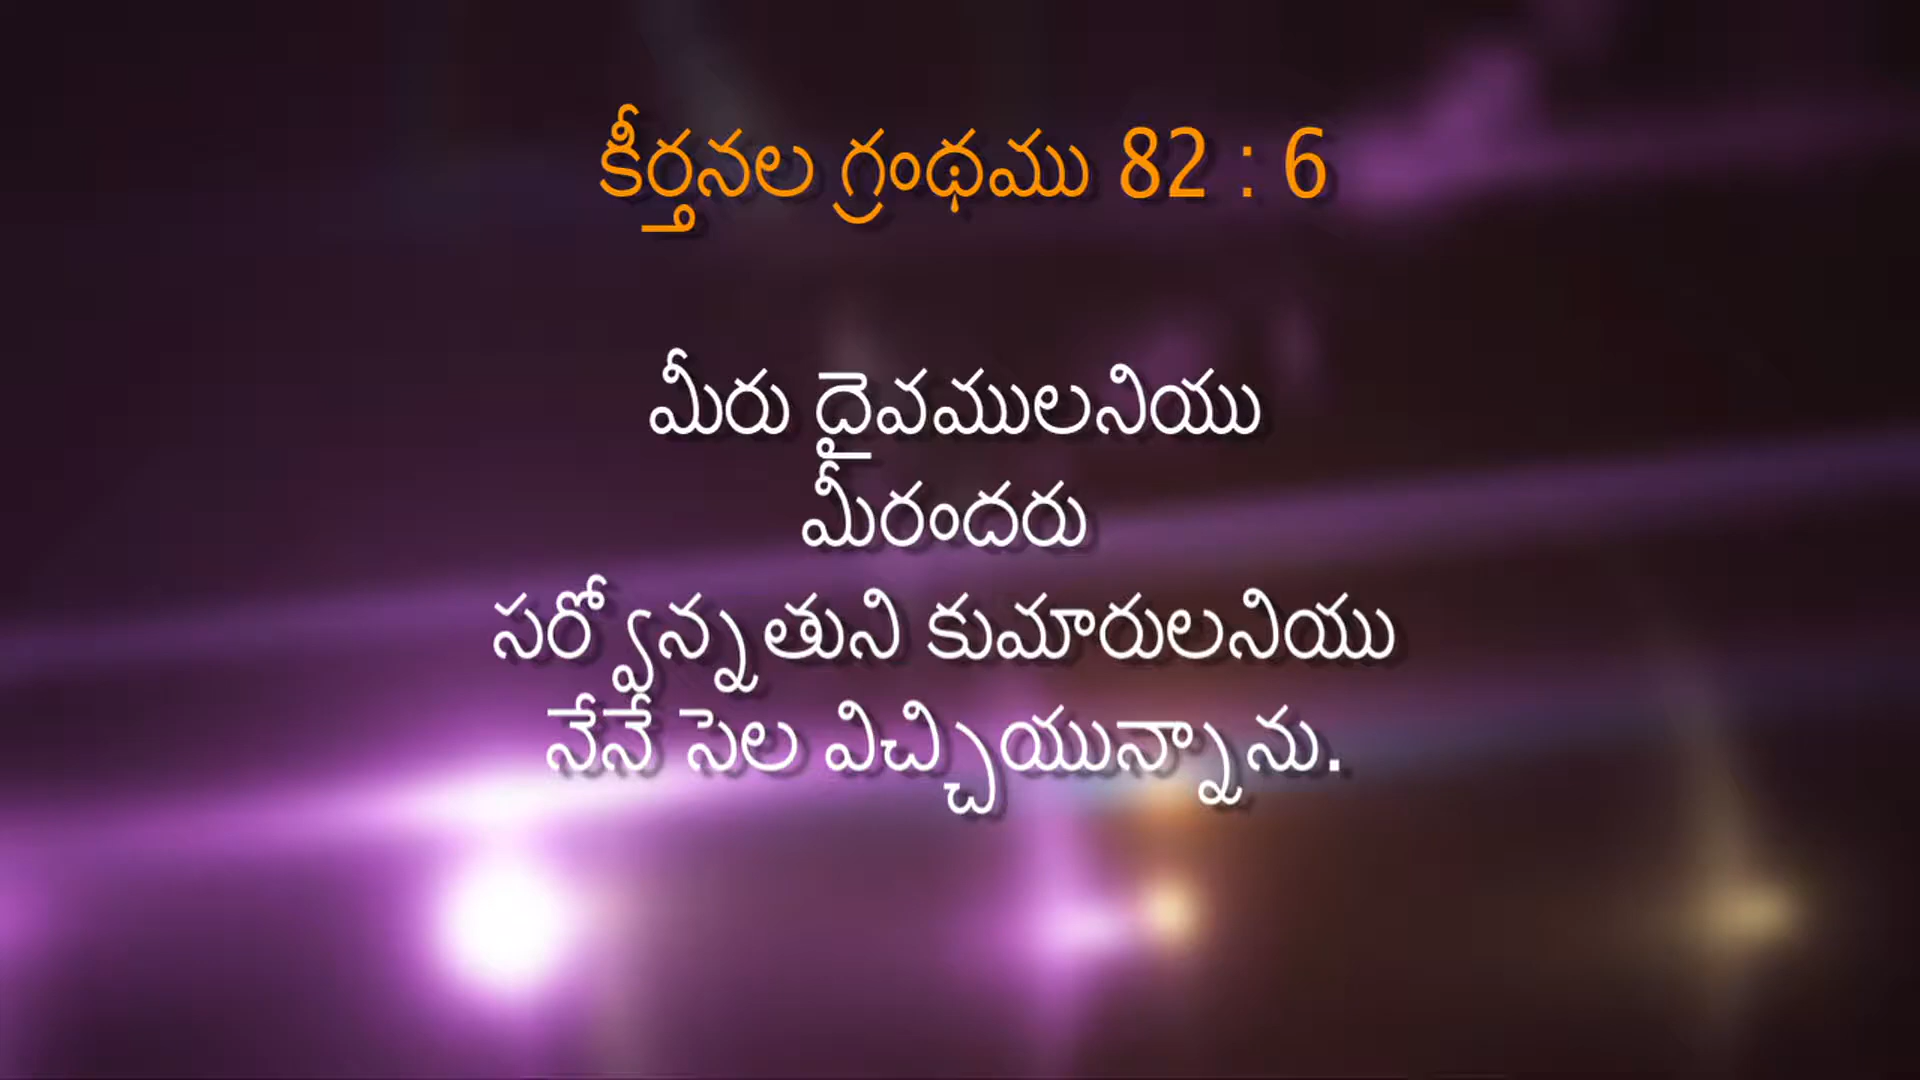 కీర్తనల గ్రంథము 82 : 6
మీరు దైవములనియు
మీరందరు
సర్వోన్నతుని కుమారులనియు
నేనే సెల విచ్చియున్నాను.